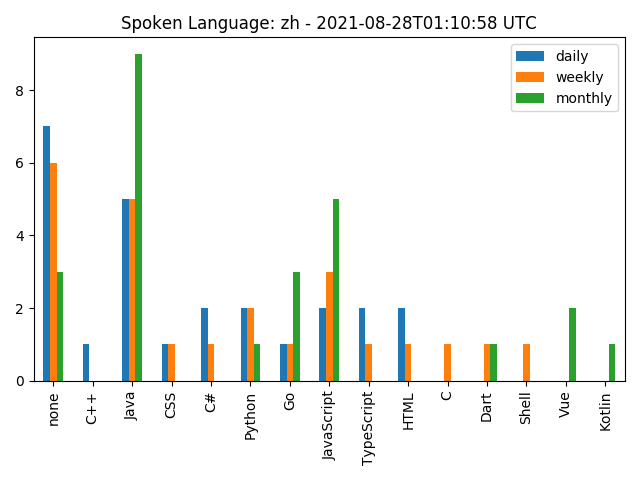 Spoken Language: zh - 2021-08-28T01:10:58 UTC
daily
weekly
monthly
8
6
4
2
0
none
C++
Java
CSS
C#
Python
Go
JavaScript
TypeScript
HTML
C
Dart
Shell
Vue
Kotlin